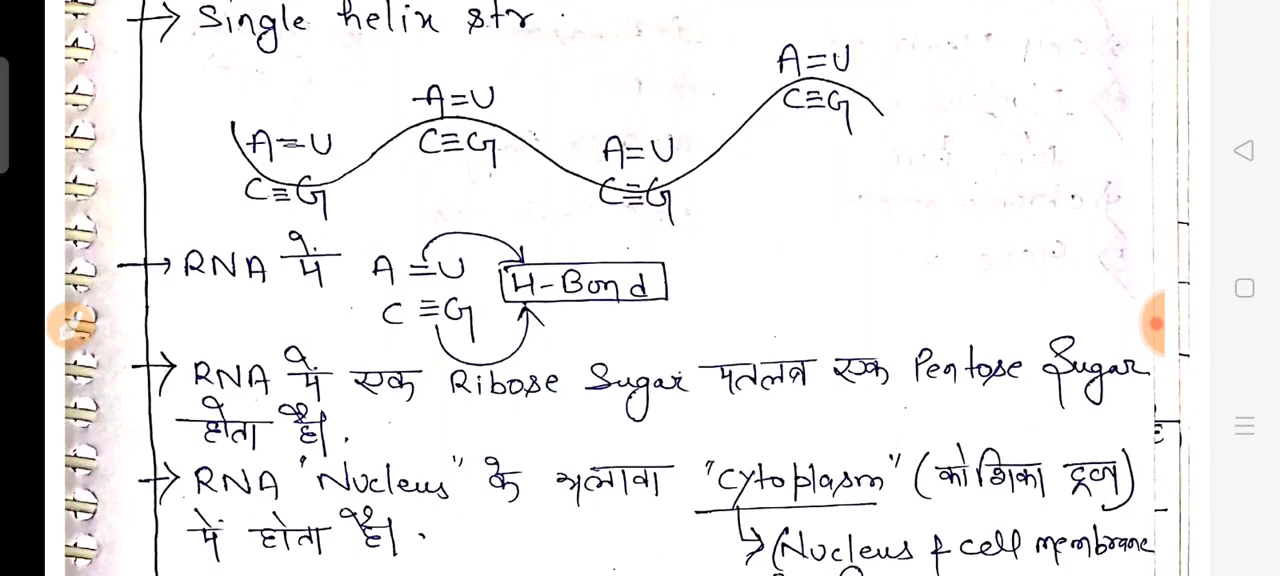 → Single helix str.
A=U
A=U
C≡G
A=U
A=U
C≡G
C≡G
C≡G
→ RNA में A=U H-Bond
C≡G
→ RNA में एक Ribose Sugar मतलब एक Pentose Sugar
होता है।.
→ RNA "Nucleus" के अलावा "Cytoplasm" (कोशिका द्रव्य)
में होता है।.
↳ (Nucleus & cell membrane